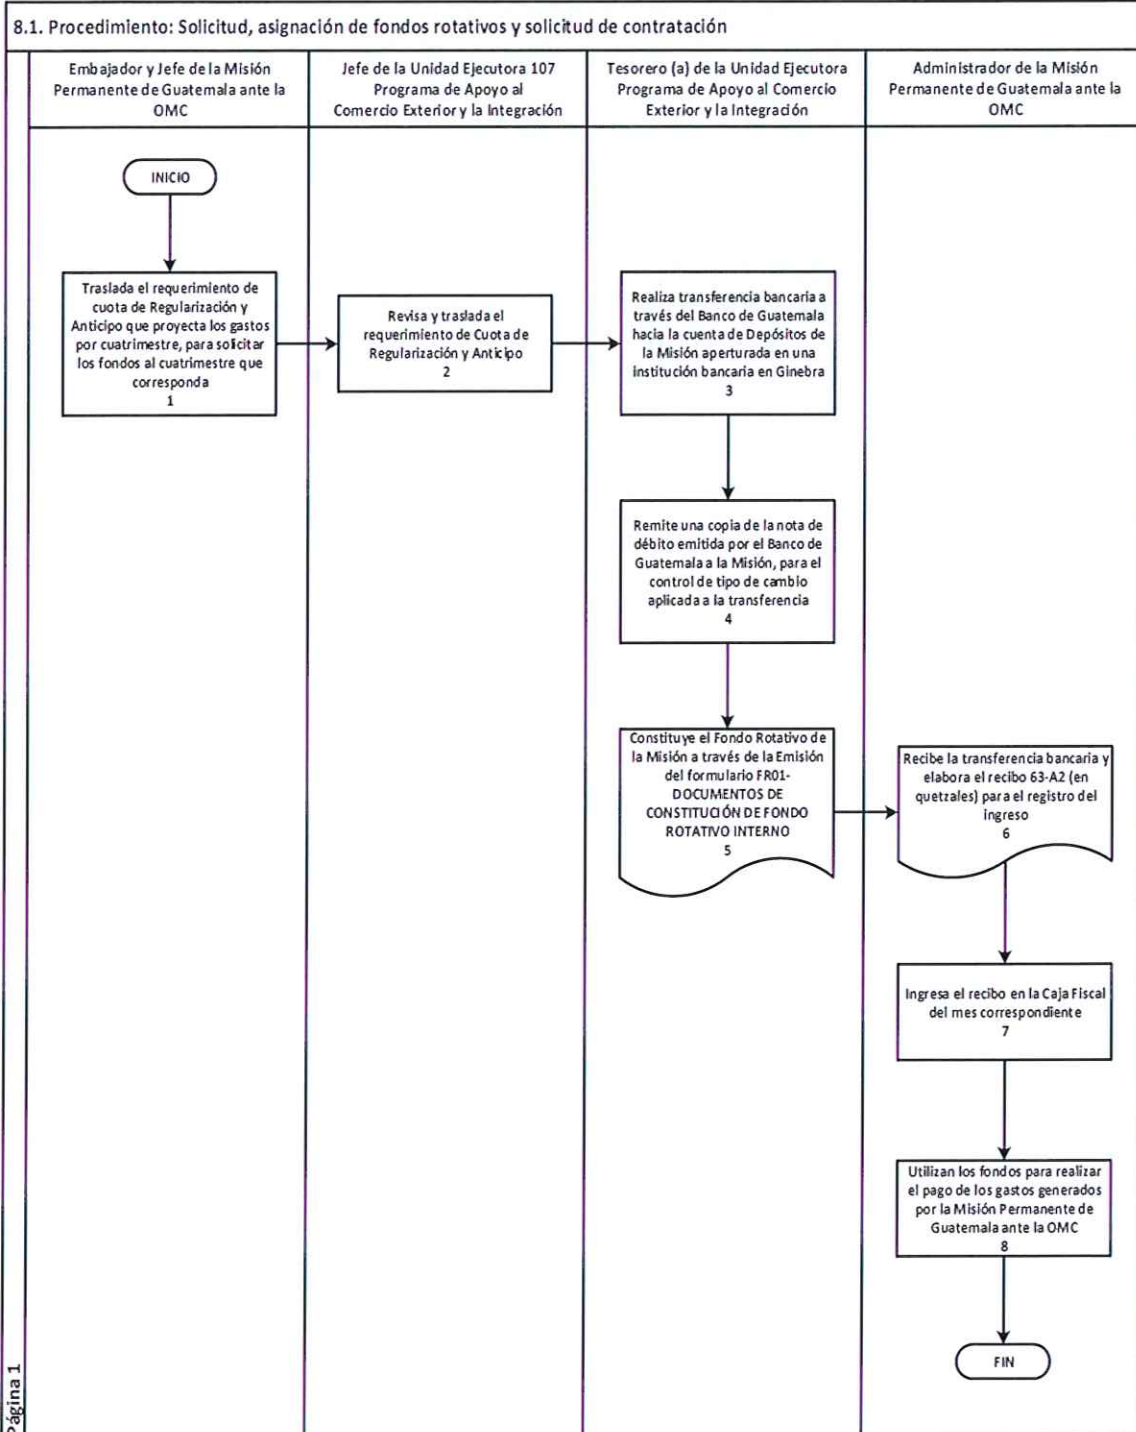 8.1. Procedimiento: Solicitud, asignación de fondos rotativos y solicitud de contratación
Embajador y Jefe de la Misión
Permanente de Guatemala ante la
OMC
Jefe de la Unidad Ejecutora 107
Programa de Apoyo al
Comercio Exterior y la Integración
Tesorero (a) de la Unidad Ejecutora
Programa de Apoyo al Comercio
Exterior y la Integración
Administrador de la Misión
Permanente de Guatemala ante la
OMC
INICIO
Traslada el requerimiento de
cuota de Regularización y
Anticipo que proyecta los gastos
por cuatrimestre, para solicitar
los fondos al cuatrimestre que
corresponda
1
Revisa y traslada el
requerimiento de Cuota de
Regularización y Anticipo
2
Realiza transferencia bancaria a
través del Banco de Guatemala
hacia la cuenta de Depósitos de
la Misión aperturada en una
institución bancaria en Ginebra
3
Remite una copia de la nota de
débito emitida por el Banco de
Guatemala a la Misión, para el
control de tipo de cambio
aplicada a la transferencia
4
Constituye el Fondo Rotativo de
la Misión a través de la Emisión
del formulario FR01-
DOCUMENTOS DE
CONSTITUCIÓN DE FONDO
ROTATIVO INTERNO
5
Recibe la transferencia bancaria y
elabora el recibo 63-A2 (en
quetzales) para el registro del
ingreso
6
Ingresa el recibo en la Caja Fiscal
del mes correspondiente
7
Utilizan los fondos para realizar
el pago de los gastos generados
por la Misión Permanente de
Guatemala ante la OMC
8
FIN
Página 1